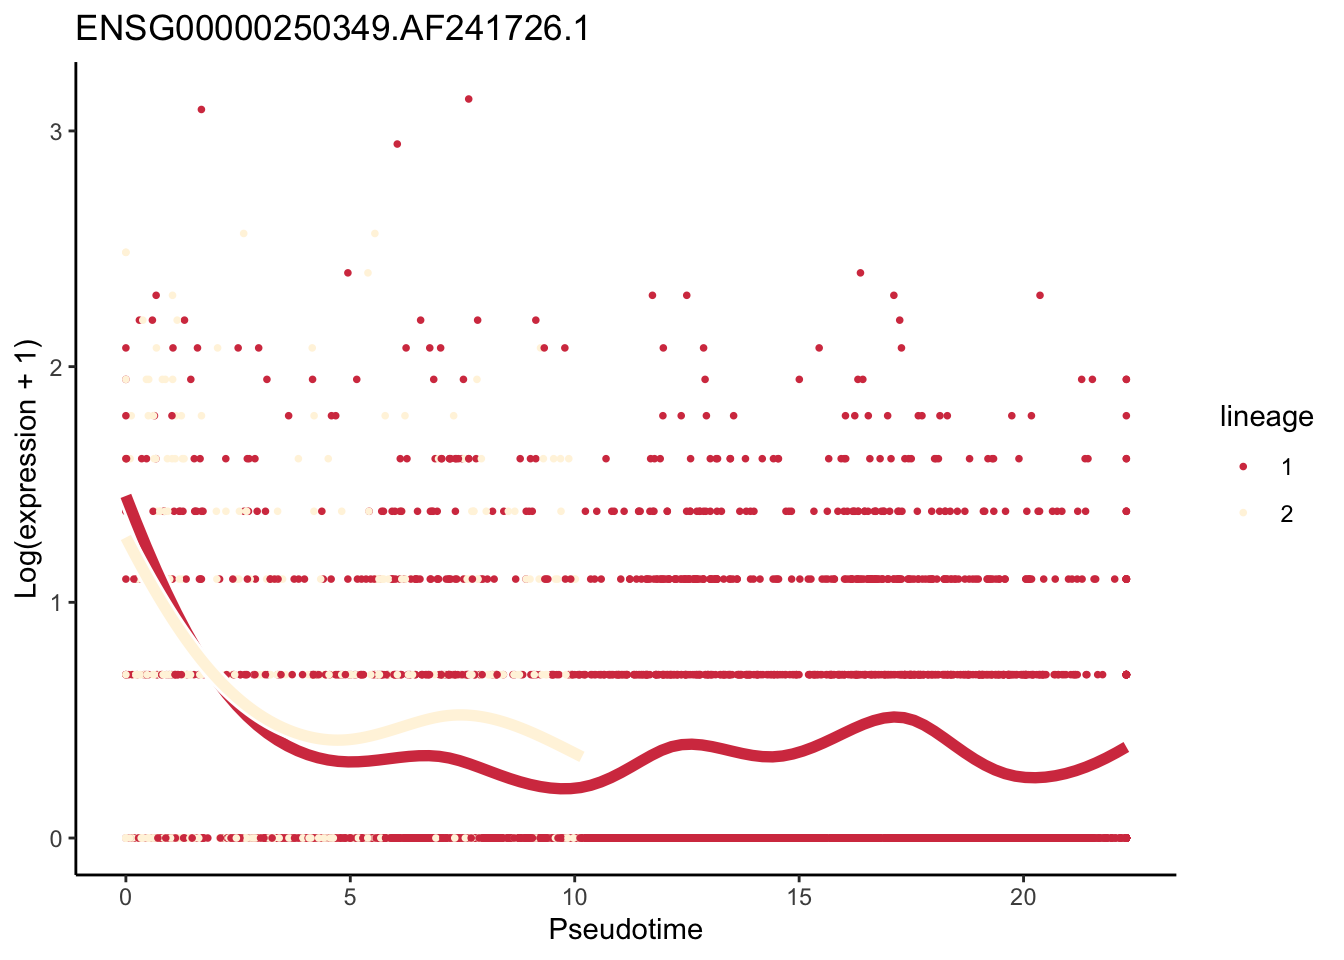 ENSG00000250349.AF241726.1
Log(expression + 1)
3
2
1
0
0 5 10 15 20
Pseudotime
lineage
1
2